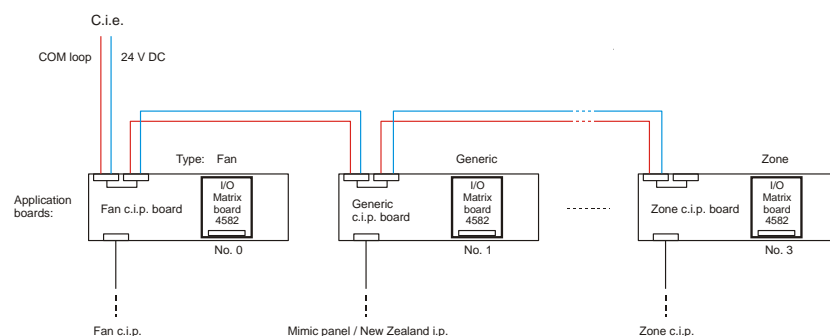 C.i.e.
COM loop
24 V DC
Type: Fan
Generic
Zone
Application
boards:
Fan c.i.p. board
I/O
Matrix
board
4582
Generic
c.i.p. board
I/O
Matrix
board
4582
Zone c.i.p. board
I/O
Matrix
board
4582
No. 0
No. 1
No. 3
Fan c.i.p.
Mimic panel / New Zealand i.p.
Zone c.i.p.